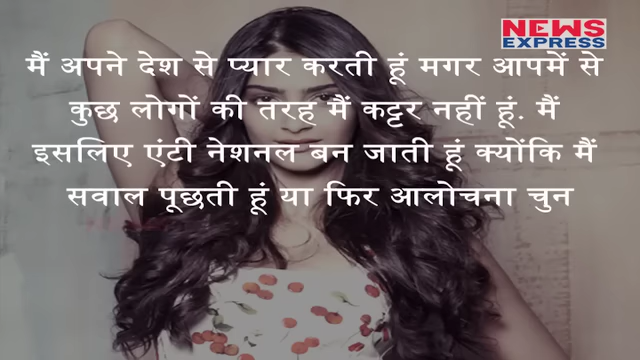 NEWS
EXPRESS
मैं अपने देश से प्यार करती हूं मगर आपमें से
कुछ लोगों की तरह मैं कट्टर नहीं हूं. मैं
इसलिए एंटी नेशनल बन जाती हूं क्योंकि मैं
सवाल पूछती हूं या फिर आलोचना चुन